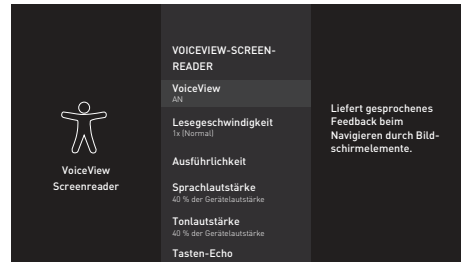 VoiceView
Screenreader
VOICEVIEW-SCREEN-
READER
VoiceView
AN
Lesegeschwindigkeit
1x (Normal)
Ausführlichkeit
Sprachlautstärke
40 % der Gerätelautstärke
Tonlautstärke
40 % der Gerätelautstärke
Tasten-Echo
Liefert gesprochenes
Feedback beim
Navigieren durch Bild-
schirmelemente.